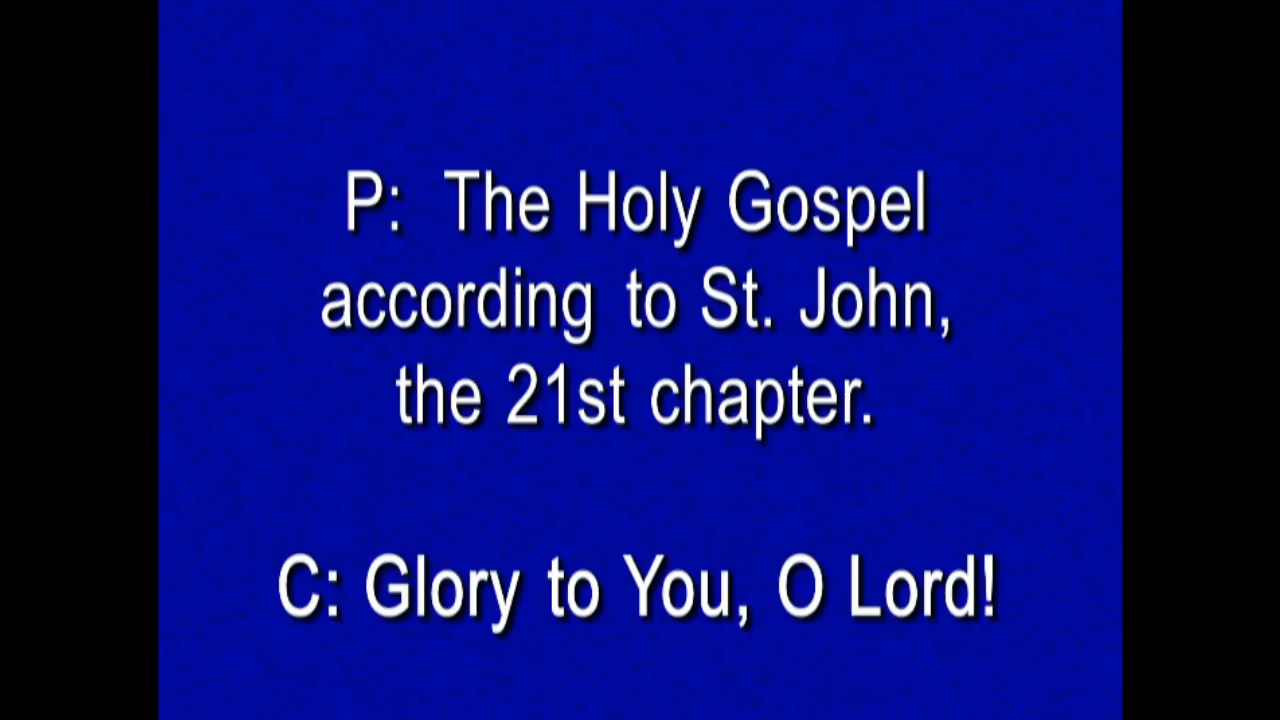 P: The Holy Gospel
according to St. John,
the 21st chapter.
C: Glory to You, O Lord!